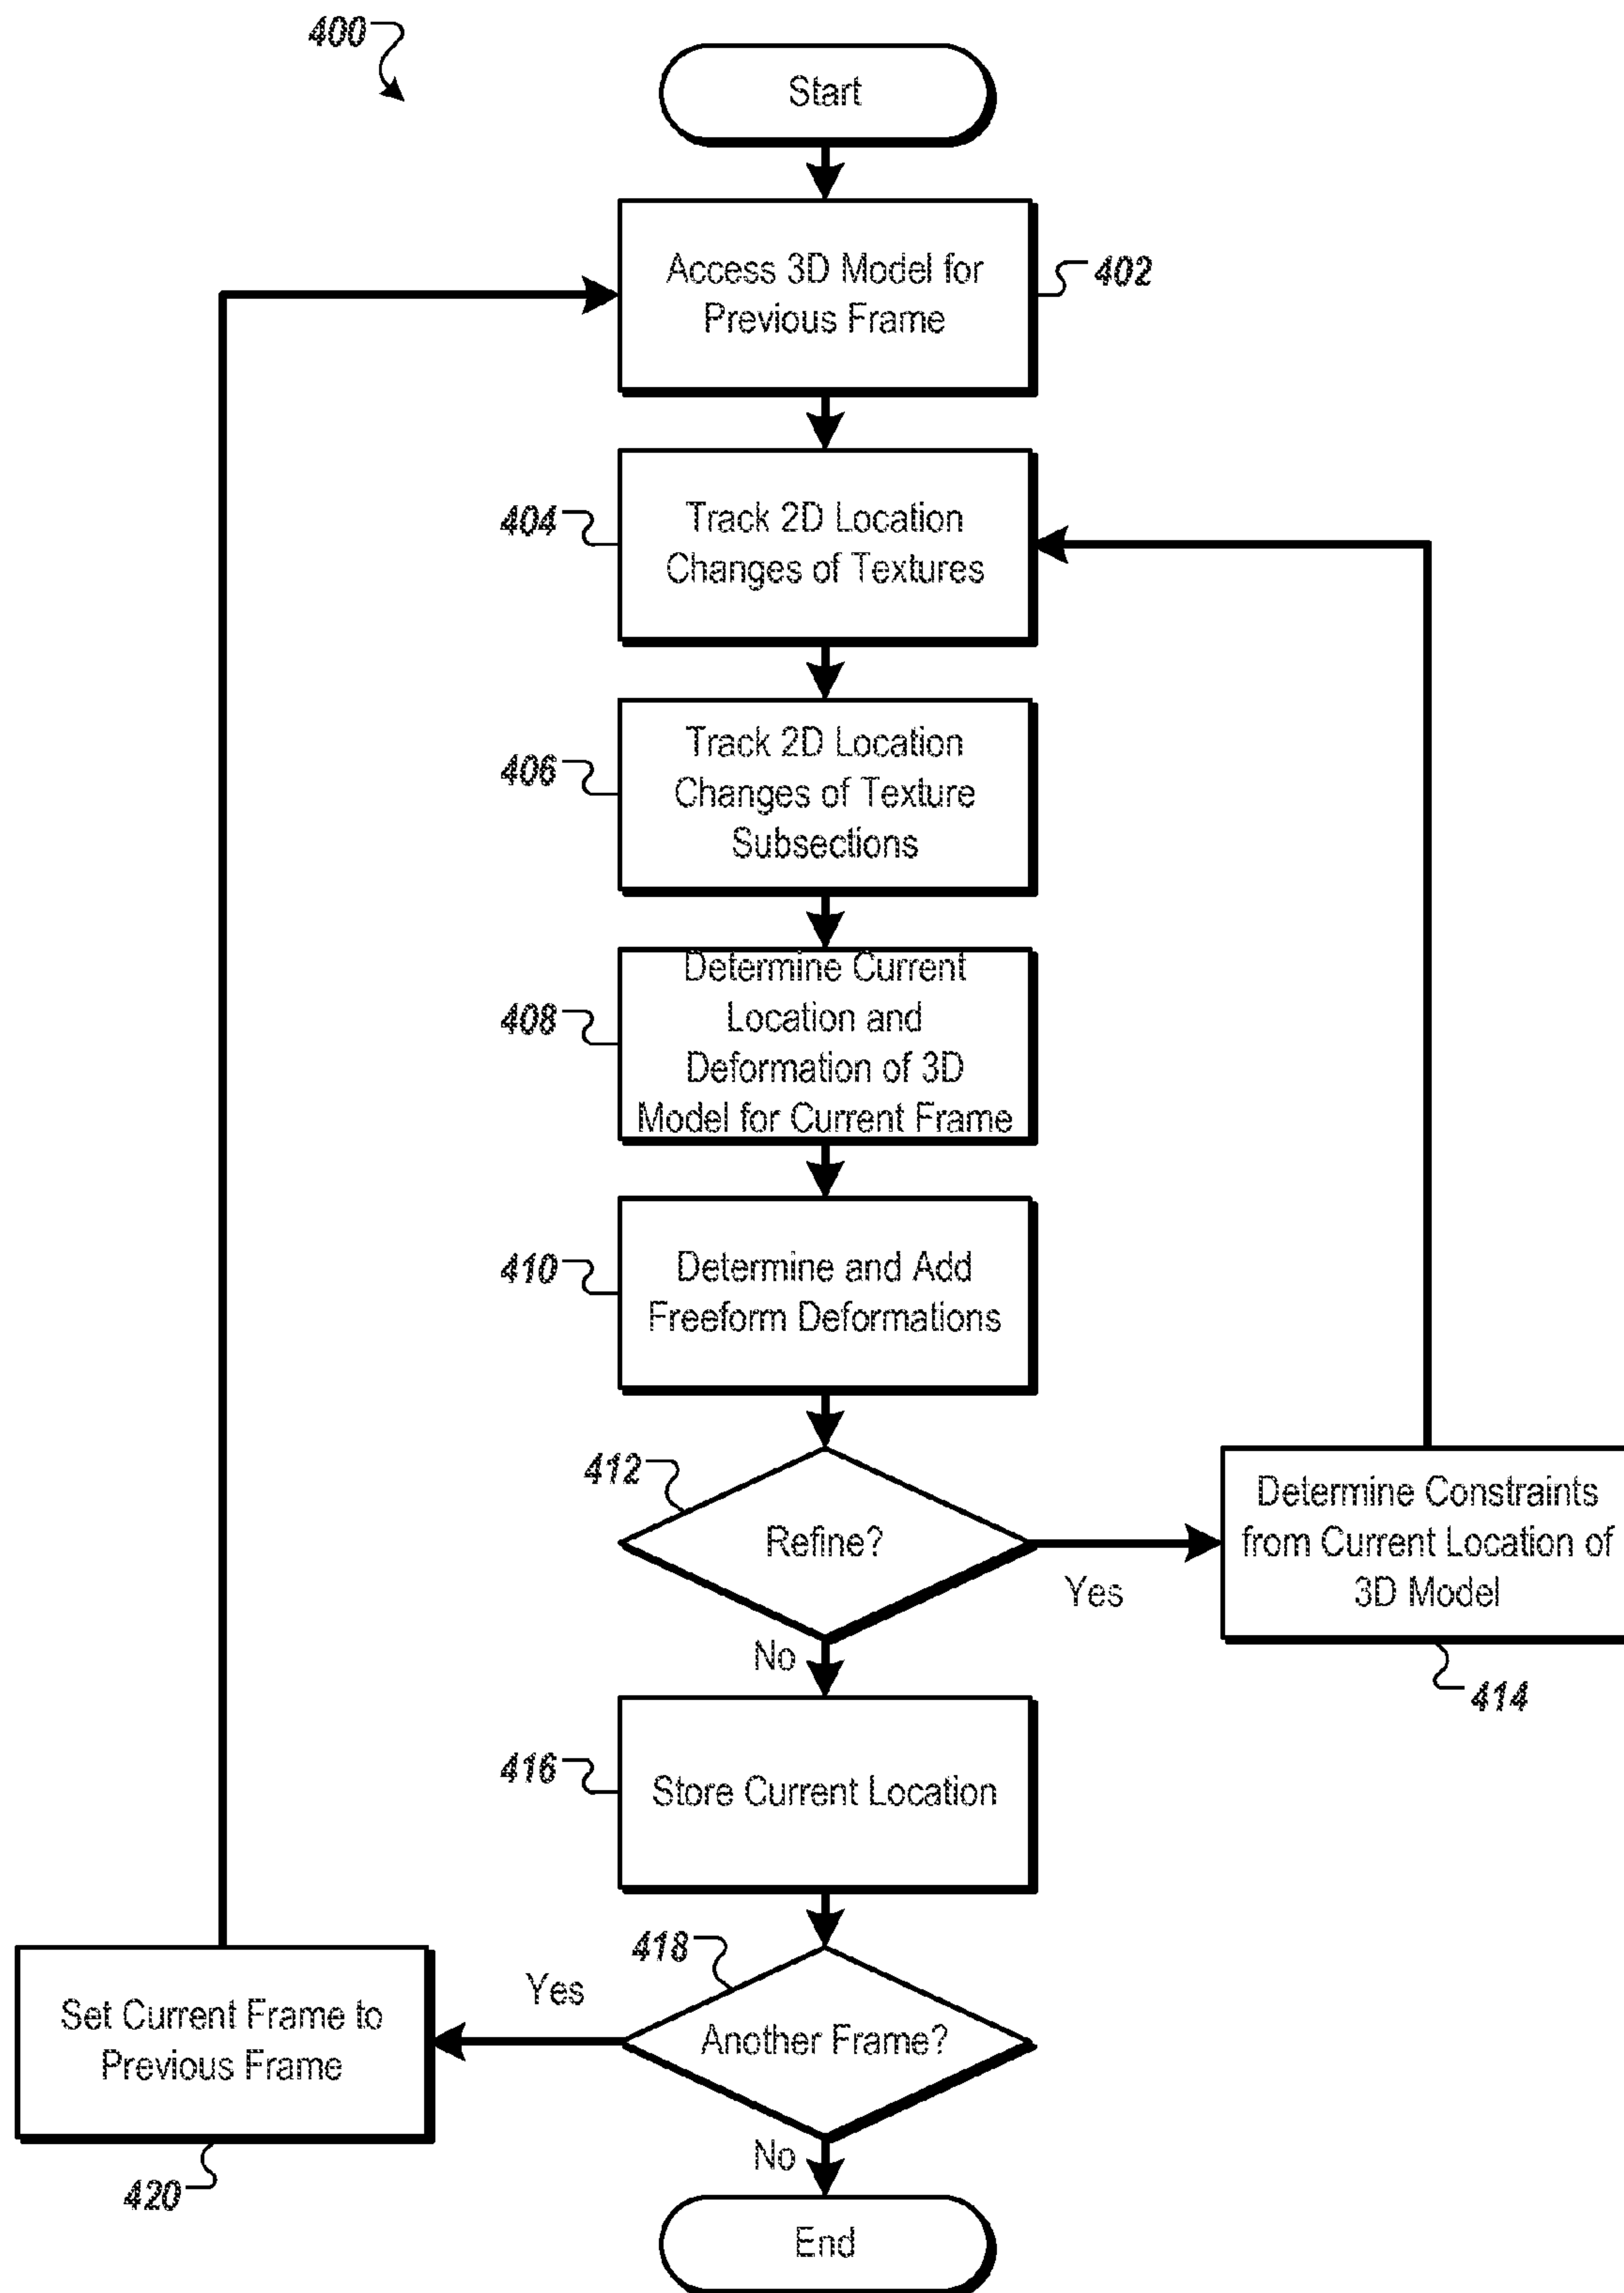 400
Start
Access 3D Model for
Previous Frame
402
404
Track 2D Location
Changes of Textures
406
Track 2D Location
Changes of Texture
Subsections
408
Determine Current
Location and
Deformation of 3D
Model for Current Frame
410
Determine and Add
Freeform Deformations
412
Refine?
Yes
No
Determine Constraints
from Current Location of
3D Model
414
416
Store Current Location
418
Another Frame?
Yes
No
Set Current Frame to
Previous Frame
420
End